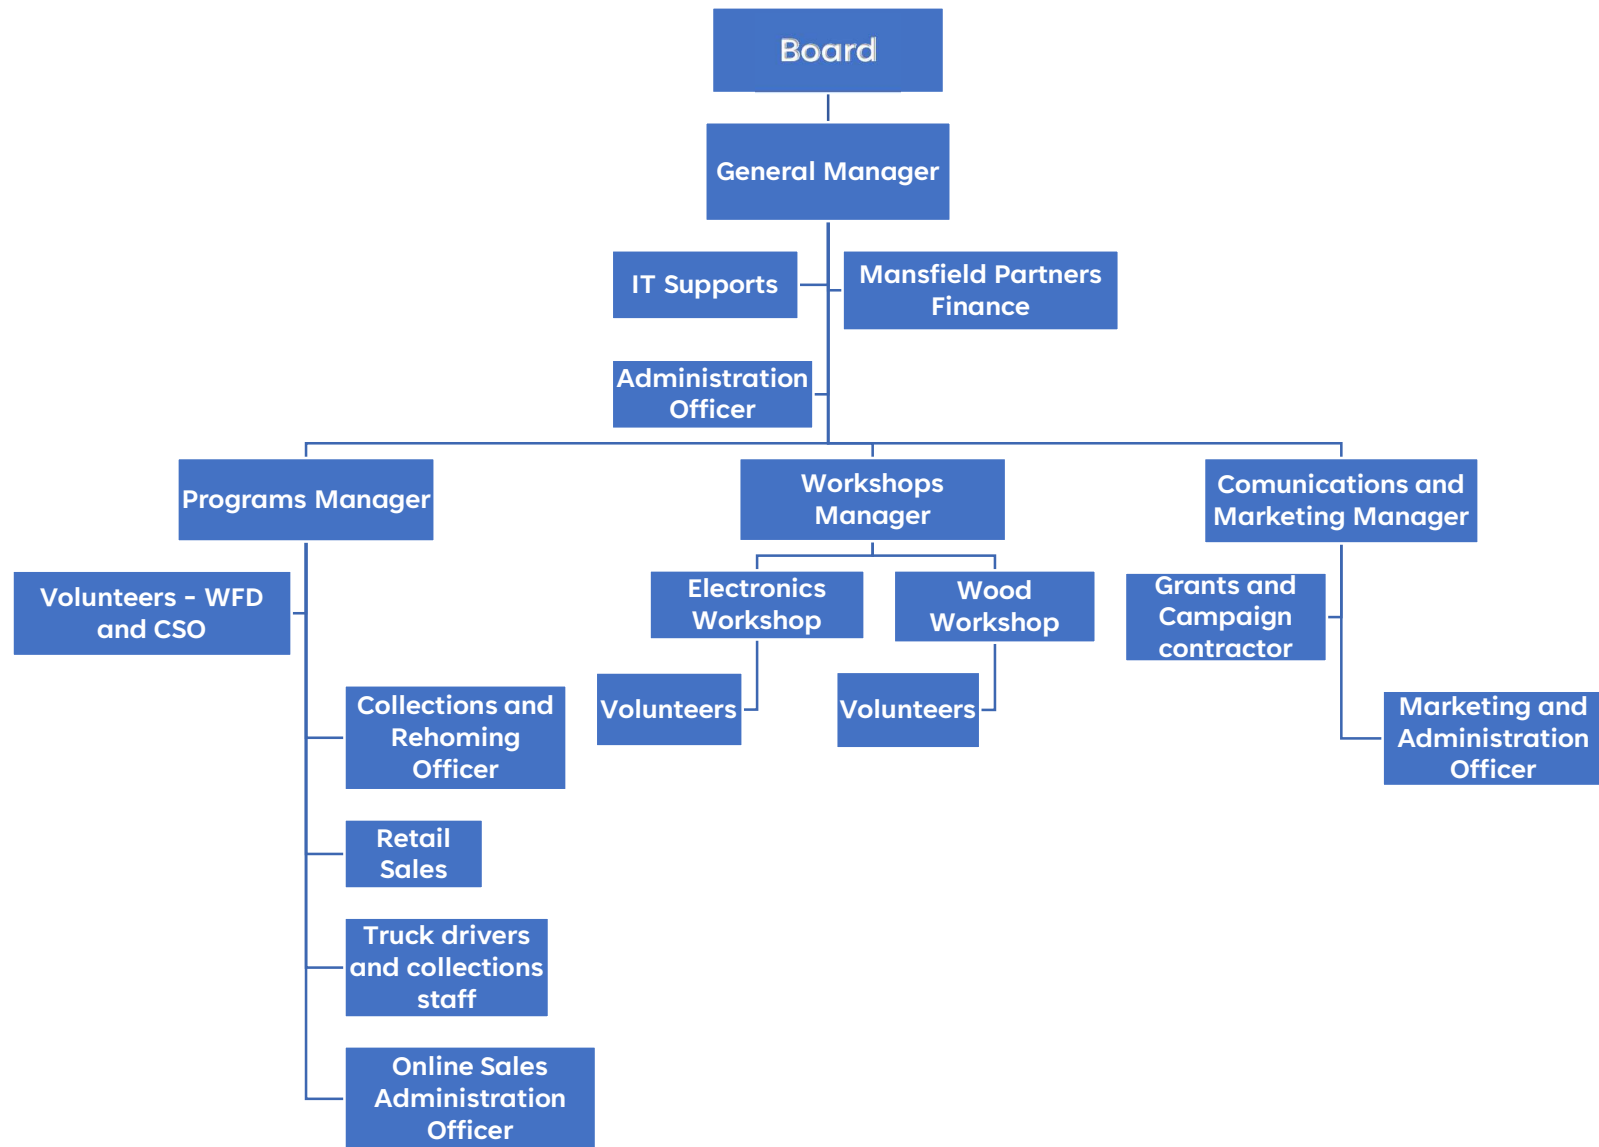 Board
General Manager
IT Supports
Mansfield Partners
Finance
Administration
Officer
Programs Manager
Workshops
Manager
Comunications and
Marketing Manager
Volunteers - WFD
and CSO
Electronics
Workshop
Wood
Workshop
Grants and
Campaign
contractor
Collections and
Rehoming
Officer
Volunteers
Volunteers
Marketing and
Administration
Officer
Retail
Sales
Truck drivers
and collections
staff
Online Sales
Administration
Officer